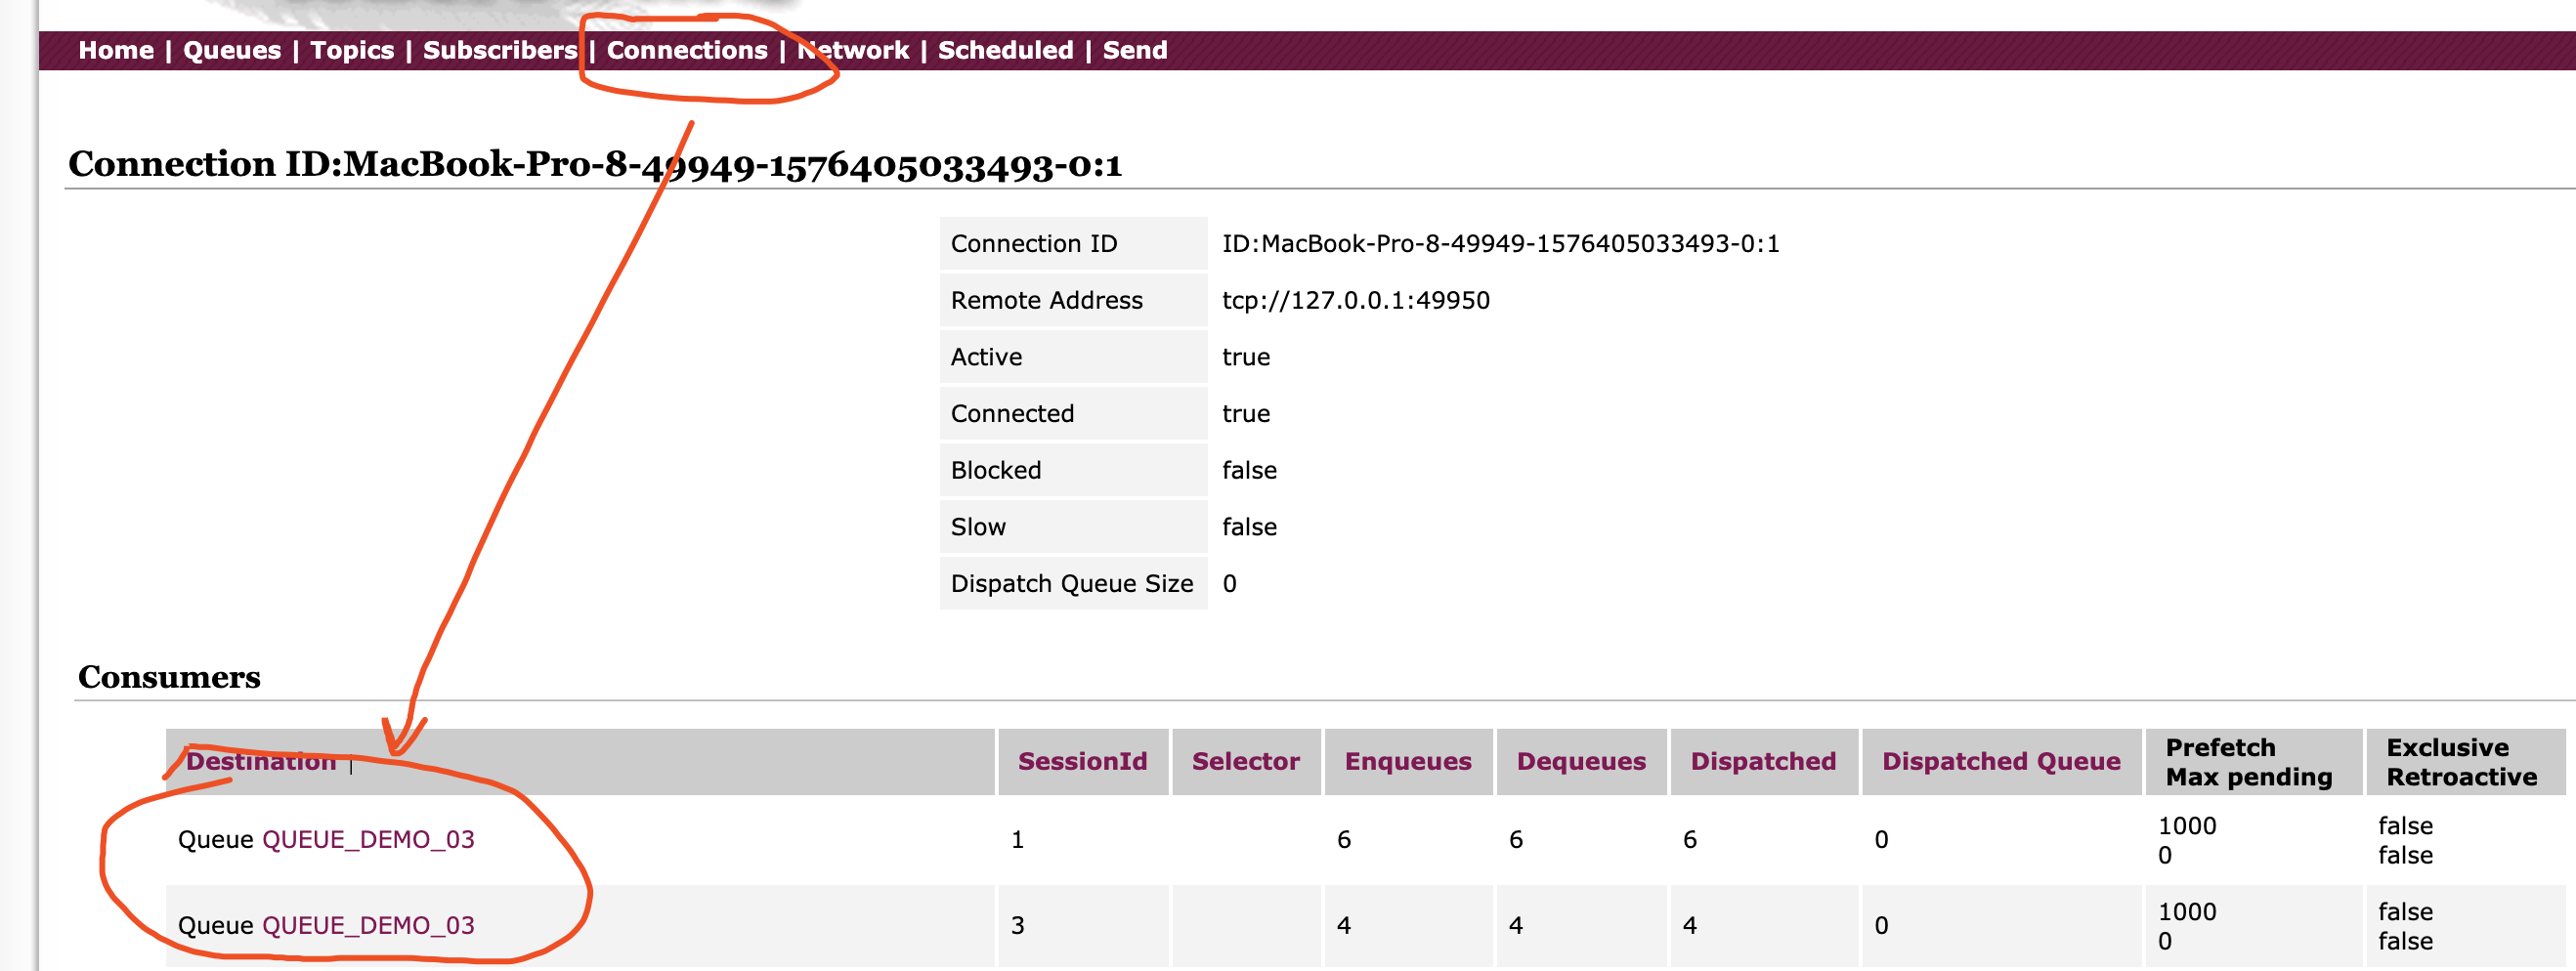 Home | Queues | Topics | Subscribers | Connections | Network | Scheduled | Send
Connection ID:MacBook-Pro-8-49949-1576405033493-0:1
Connection ID ID:MacBook-Pro-8-49949-1576405033493-0:1
Remote Address tcp://127.0.0.1:49950
Active true
Connected true
Blocked false
Slow false
Dispatch Queue Size 0
Consumers
Destination SessionId Selector Enqueues Dequeues Dispatched Dispatched Queue Prefetch Exclusive
Max pending Retroactive
Queue QUEUE_DEMO_03 1 6 6 6 0 1000 false
0 false
Queue QUEUE_DEMO_03 3 4 4 4 0 1000 false
0 false